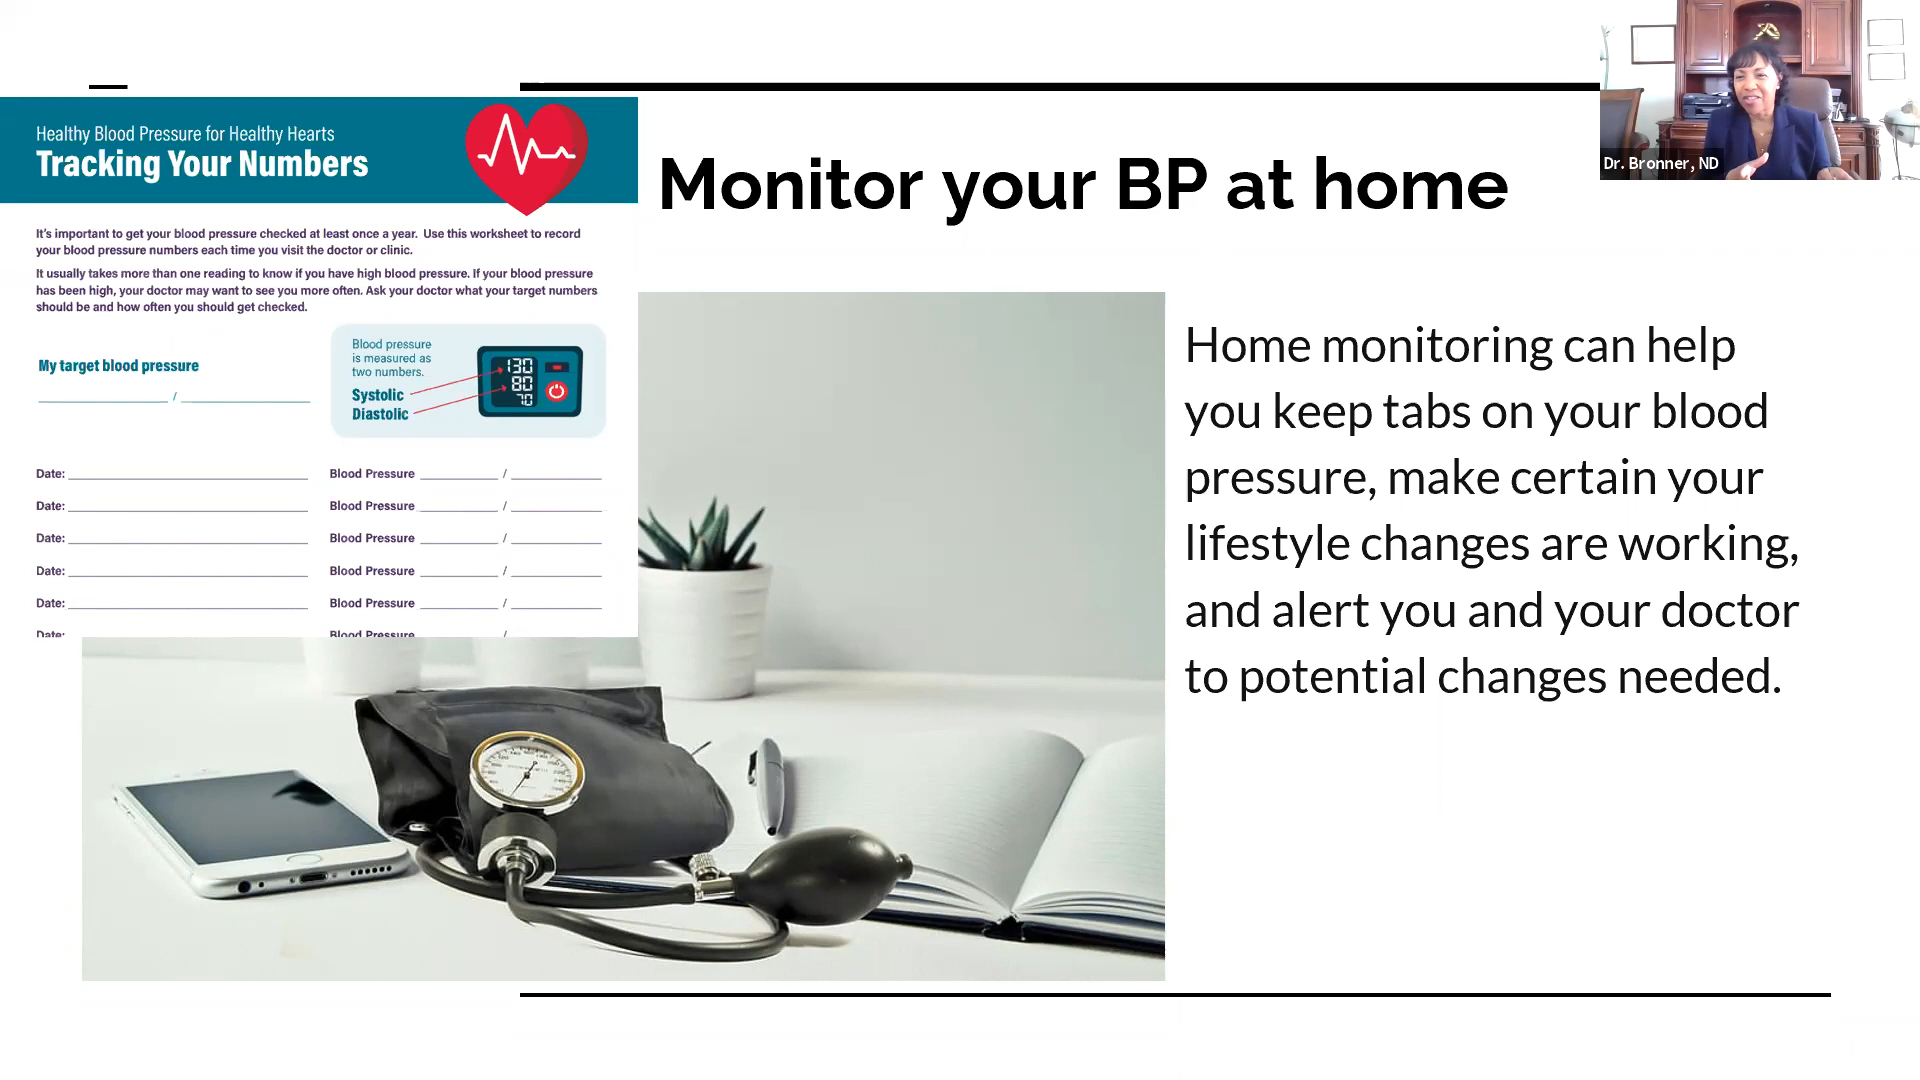 Healthy Blood Pressure for Healthy Hearts
Tracking Your Numbers
It's important to get your blood pressure checked at least once a year. Use this worksheet to record
your blood pressure numbers each time you visit the doctor or clinic.
It usually takes more than one reading to know if you have high blood pressure. If your blood pressure
has been high, your doctor may want to see you more often. Ask your doctor what your target numbers
should be and how often you should get checked.
My target blood pressure
/
Blood pressure
is measured as
two numbers.
Systolic
Diastolic
130
80
70
Date: Blood Pressure /
Date: Blood Pressure /
Date: Blood Pressure /
Date: Blood Pressure /
Date: Blood Pressure /
Date: Blood Pressure /
Monitor your BP at home
Home monitoring can help
you keep tabs on your blood
pressure, make certain your
lifestyle changes are working,
and alert you and your doctor
to potential changes needed.
Dr. Bronner, ND